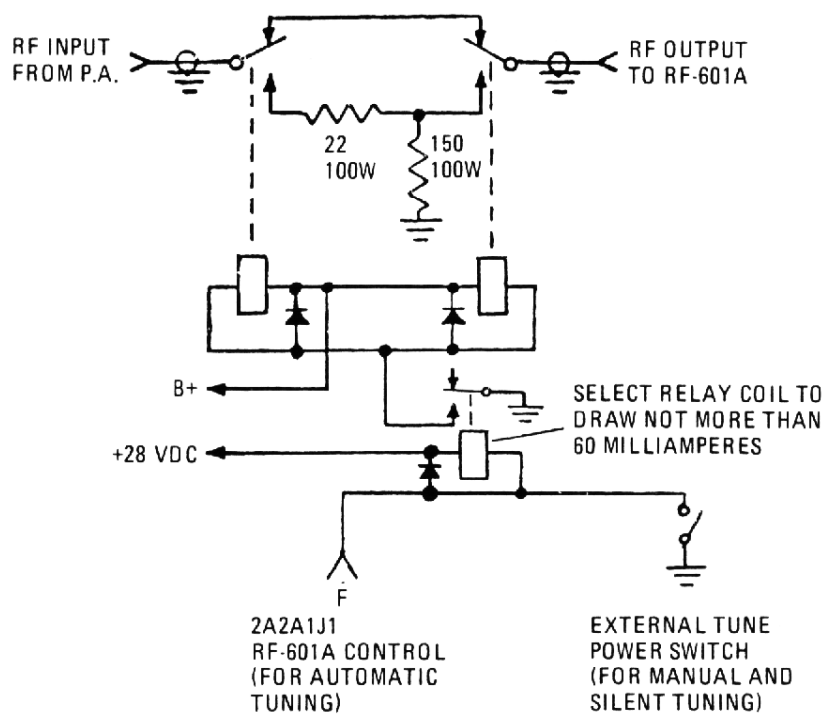 RF INPUT
FROM P.A.
RF OUTPUT
TO RF-601A
22
100W
150
100W
B+
SELECT RELAY COIL TO
DRAW NOT MORE THAN
60 MILLIAMPERES
+28 VDC
F
2A2A1J1
RF-601A CONTROL
(FOR AUTOMATIC
TUNING)
EXTERNAL TUNE
POWER SWITCH
(FOR MANUAL AND
SILENT TUNING)